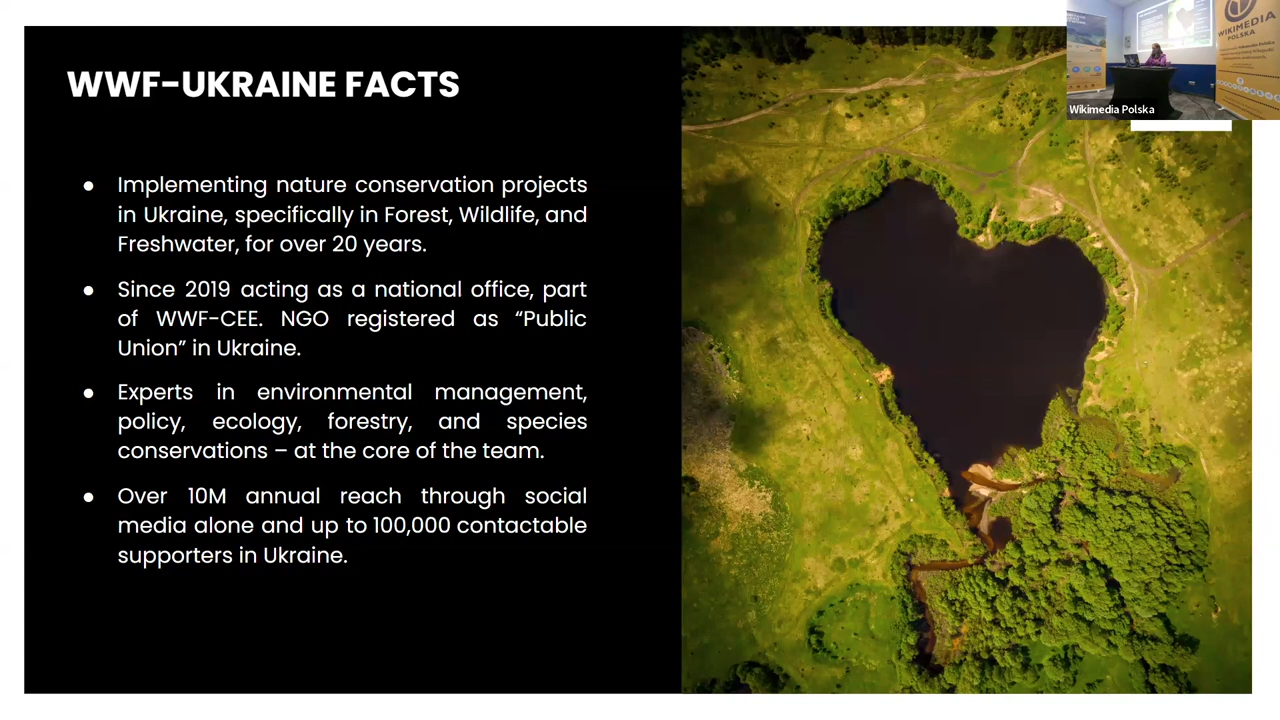 WWF-UKRAINE FACTS
● Implementing nature conservation projects
in Ukraine, specifically in Forest, Wildlife, and
Freshwater, for over 20 years.
● Since 2019 acting as a national office, part
of WWF-CEE. NGO registered as “Public
Union” in Ukraine.
● Experts in environmental management,
policy, ecology, forestry, and species
conservations – at the core of the team.
● Over 10M annual reach through social
media alone and up to 100,000 contactable
supporters in Ukraine.
WIKIMEDIA
POLSKA
Wikimedia Polska